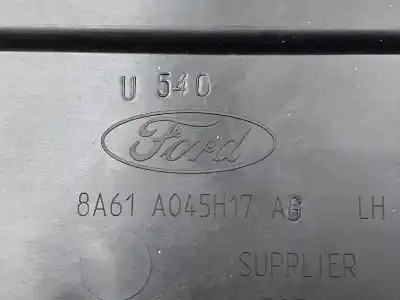 U 540
Ford
8A61 A045H17 AG LH
SUPPLIER